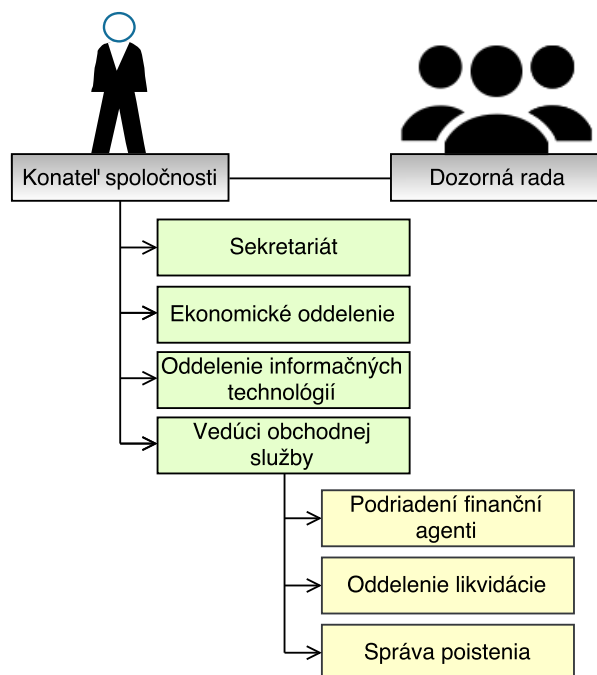 Konateľ spoločnosti
Dozorná rada
Sekretariát
Ekonomické oddelenie
Oddelenie informačných
technológií
Vedúci obchodnej
služby
Podriadení finanční
agenti
Oddelenie likvidácie
Správa poistenia